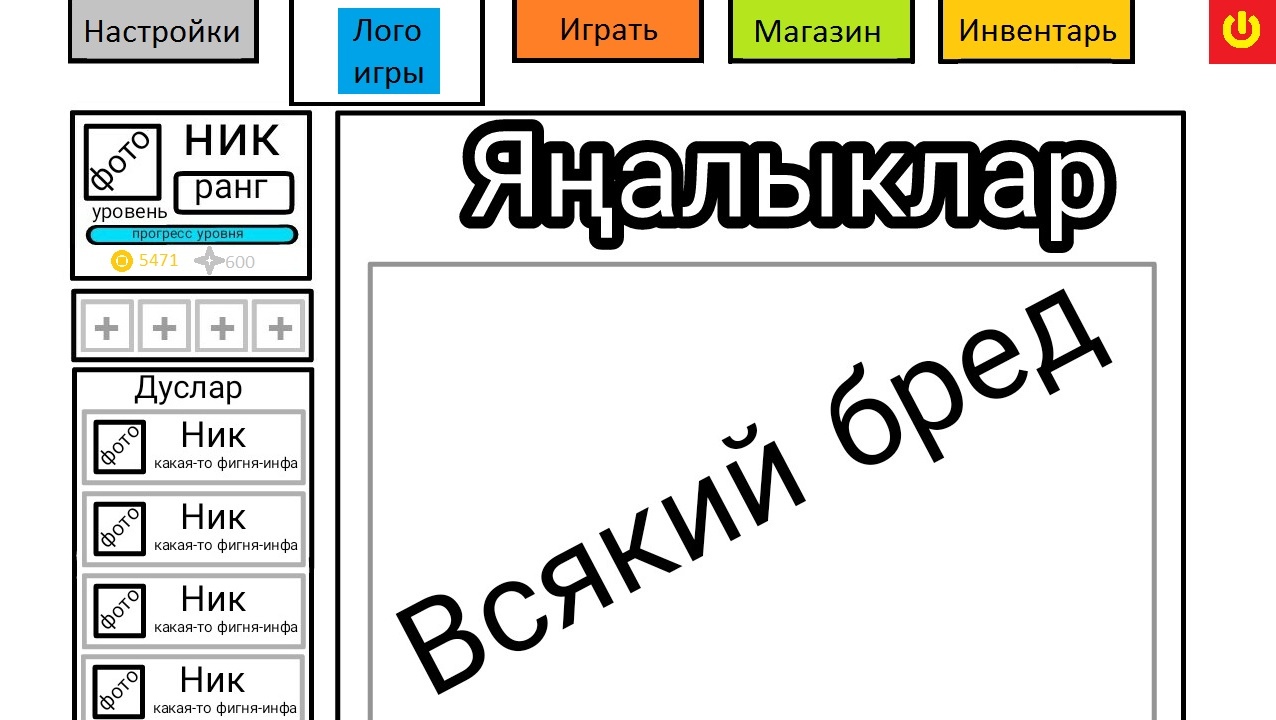 Настройки
Лого
игры
Играть
Магазин
Инвентарь
фото
ник
ранг
уровень
прогресс уровня
5471
600
+ + + +
Дуслар
фото
Ник
какая-то фигня-инфа
фото
Ник
какая-то фигня-инфа
фото
Ник
какая-то фигня-инфа
фото
Ник
какая-то фигня-инфа
Яңалыклар
Всякий бред